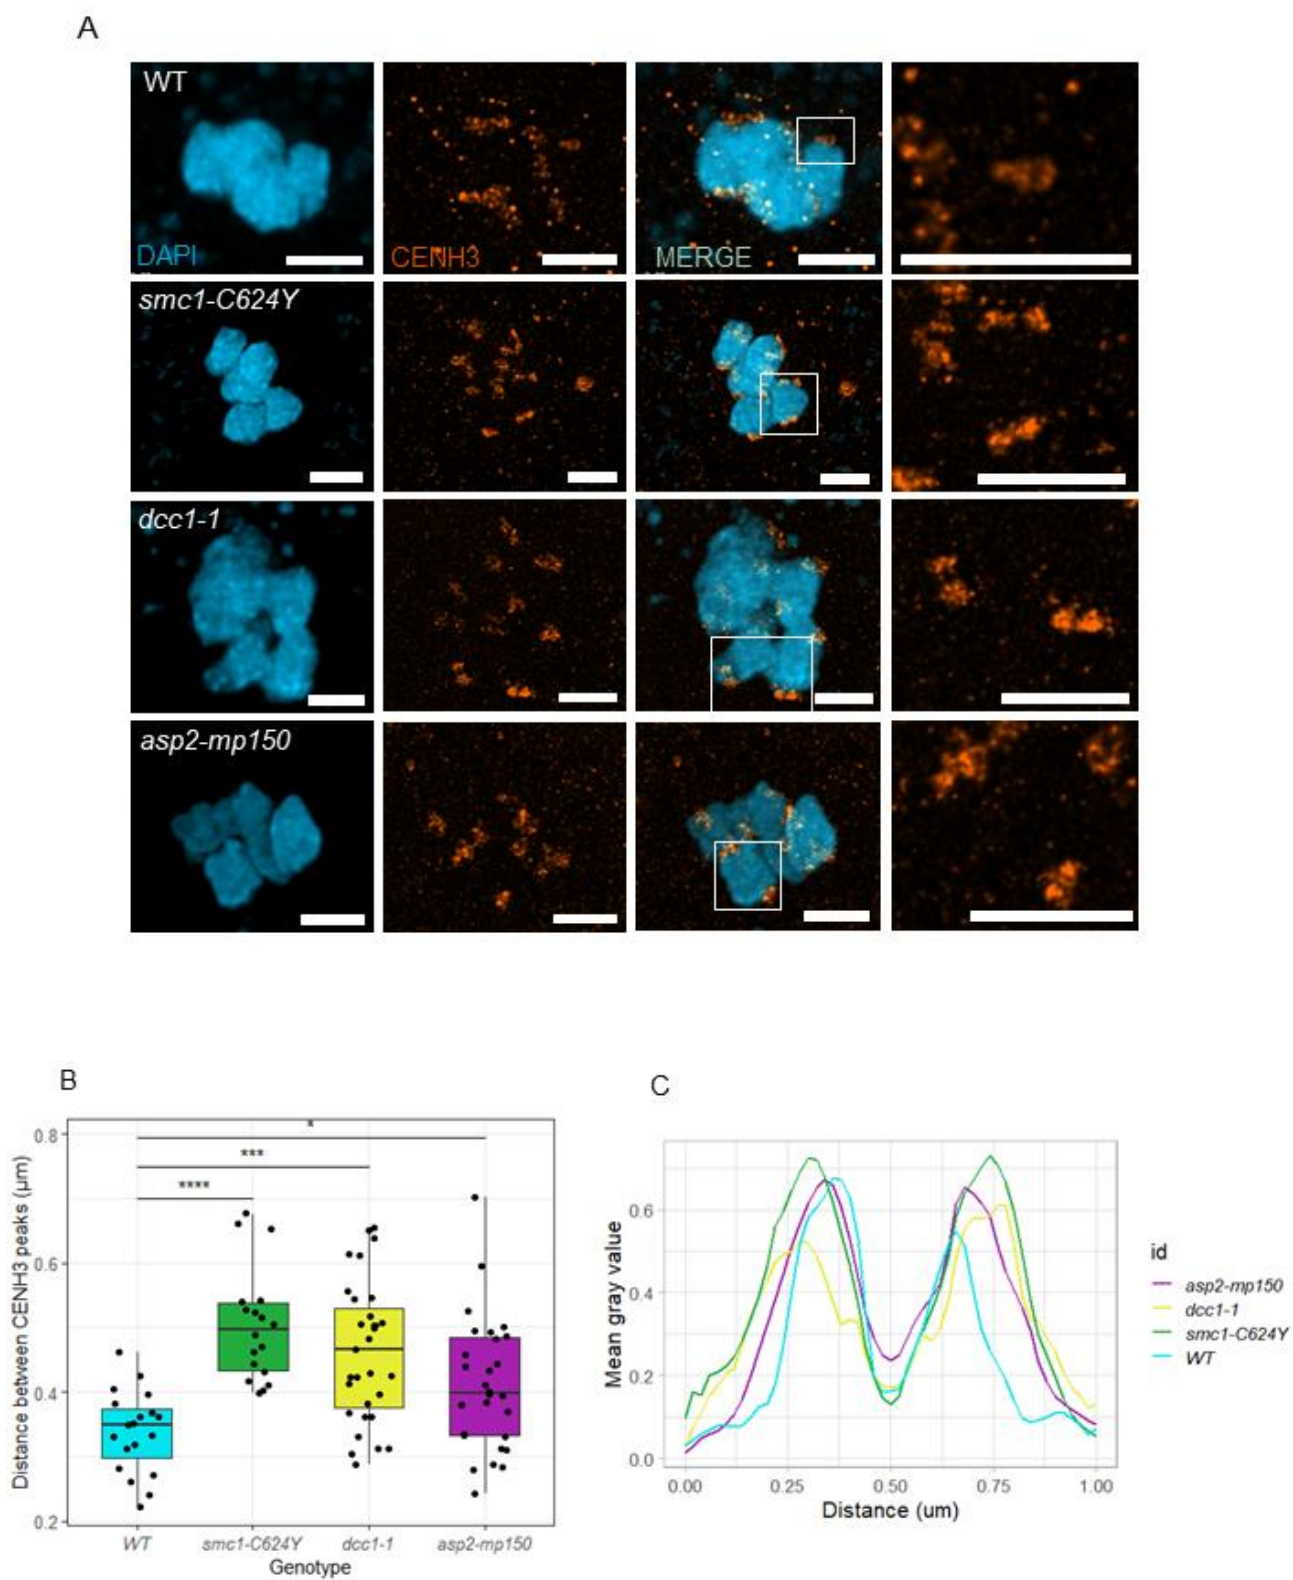 A
WT
DAPI
CENH3
MERGE
smc1-C624Y
dcc1-1
asp2-mp150
B
C
Distance between CENH3 peaks (µm)
0.8
0.6
0.4
0.2
*
***
****
WT
smc1-C624Y
dcc1-1
asp2-mp150
Genotype
Mean gray value
0.6
0.4
0.2
0.0
0.00
0.25
0.50
0.75
1.00
Distance (um)
id
asp2-mp150
dcc1-1
smc1-C624Y
WT